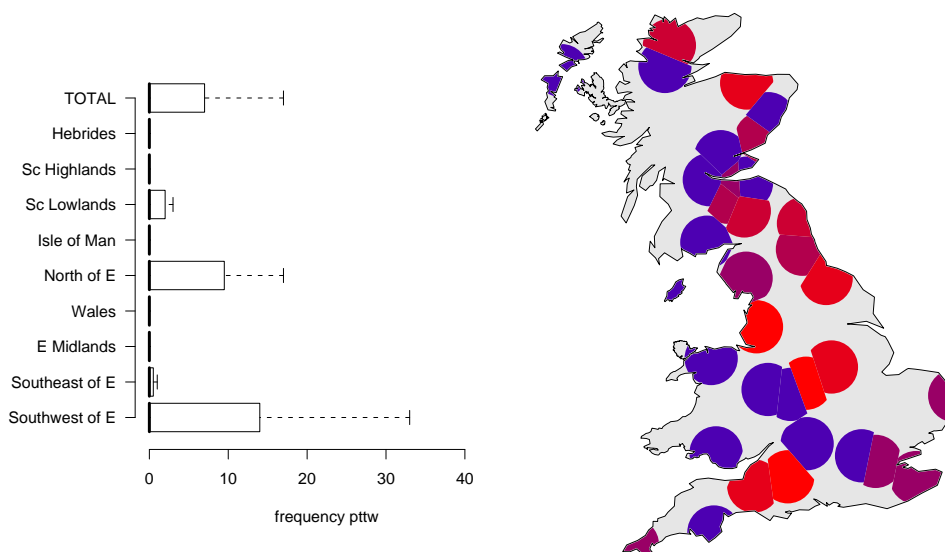 TOTAL
Hebrides
Sc Highlands
Sc Lowlands
Isle of Man
North of E
Wales
E Midlands
Southeast of E
Southwest of E
0 10 20 30 40
frequency pttw